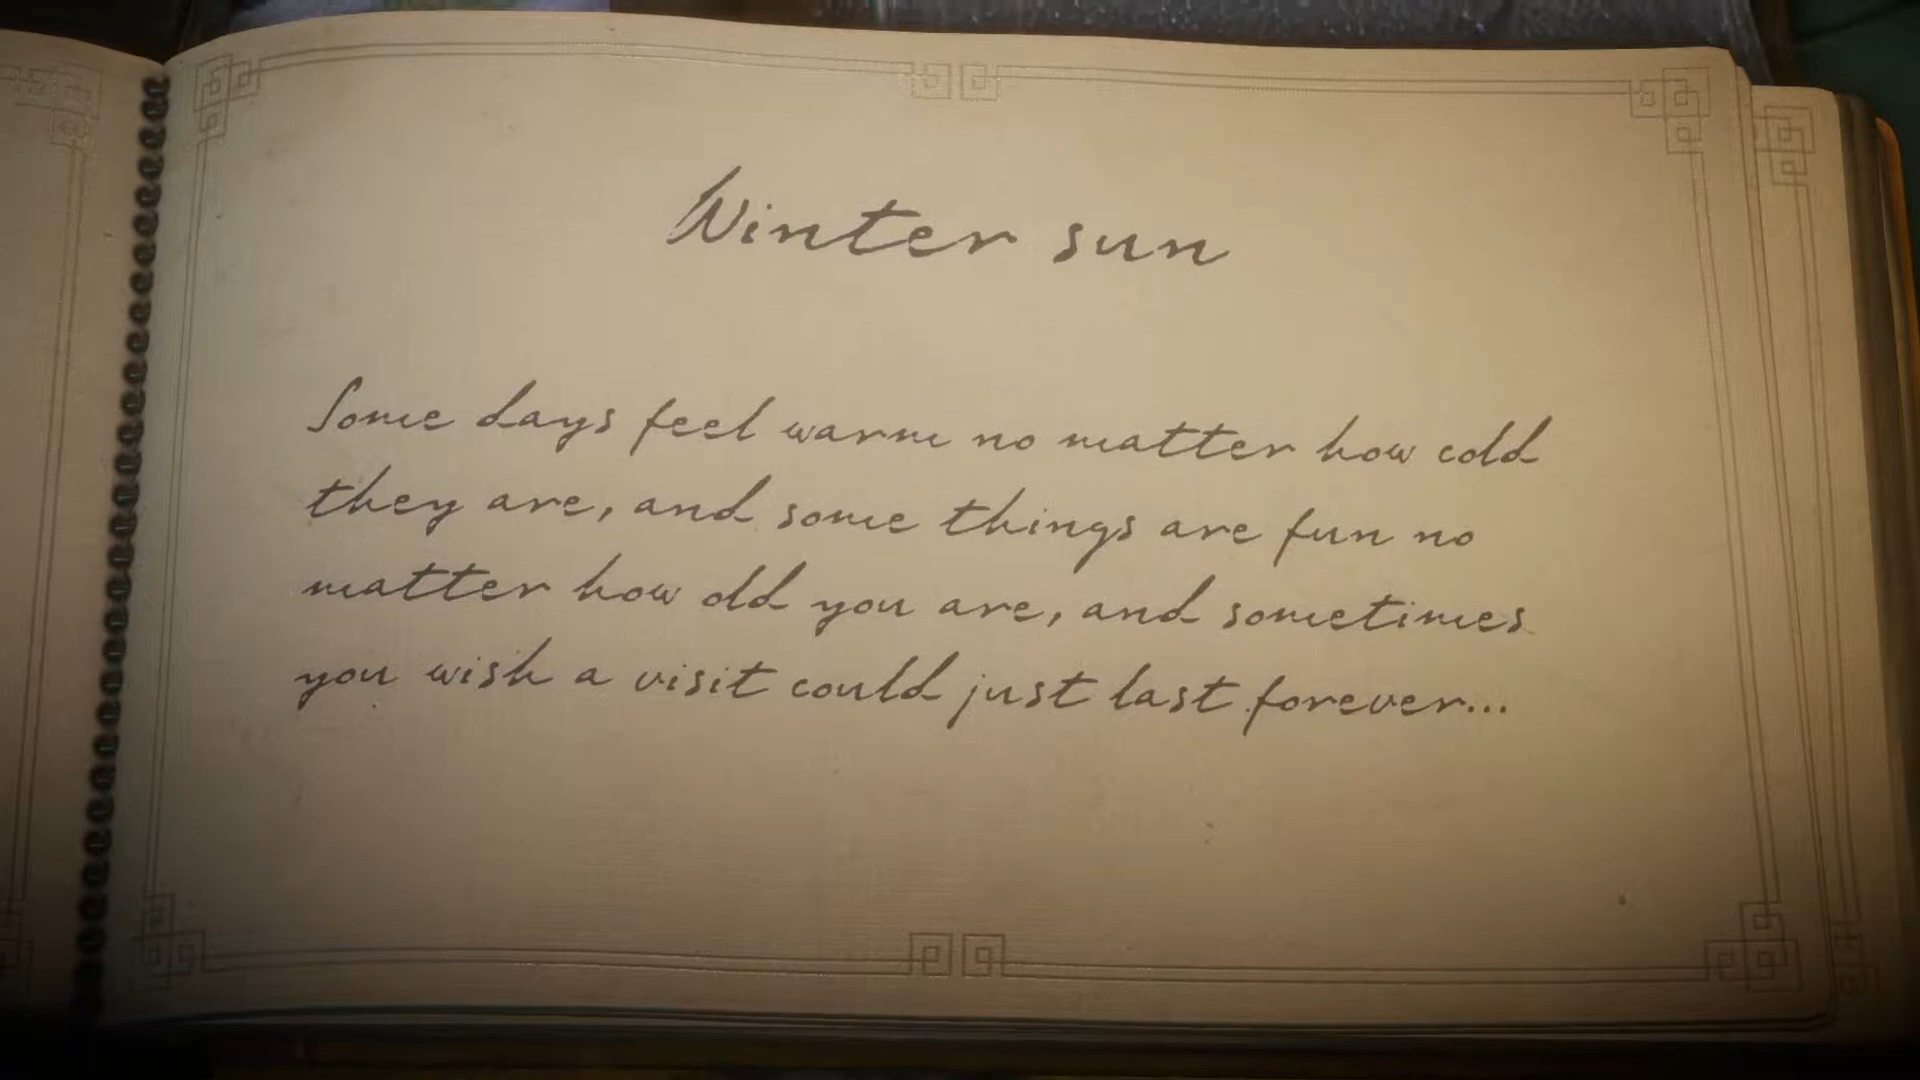 Winter sun
Some days feel warm no matter how cold
they are, and some things are fun no
matter how old you are, and sometimes
you wish a visit could just last forever...